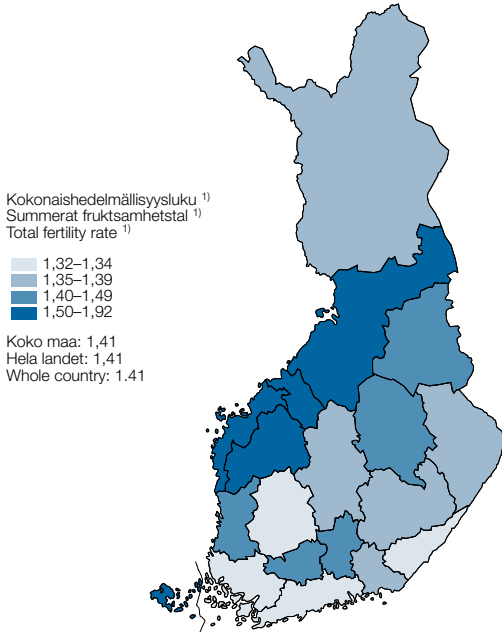 Kokonaishedelmällisyysluku 1)
Summerat fruktsamhetstal 1)
Total fertility rate 1)
1,32–1,34
1,35–1,39
1,40–1,49
1,50–1,92
Koko maa: 1,41
Hela landet: 1,41
Whole country: 1.41